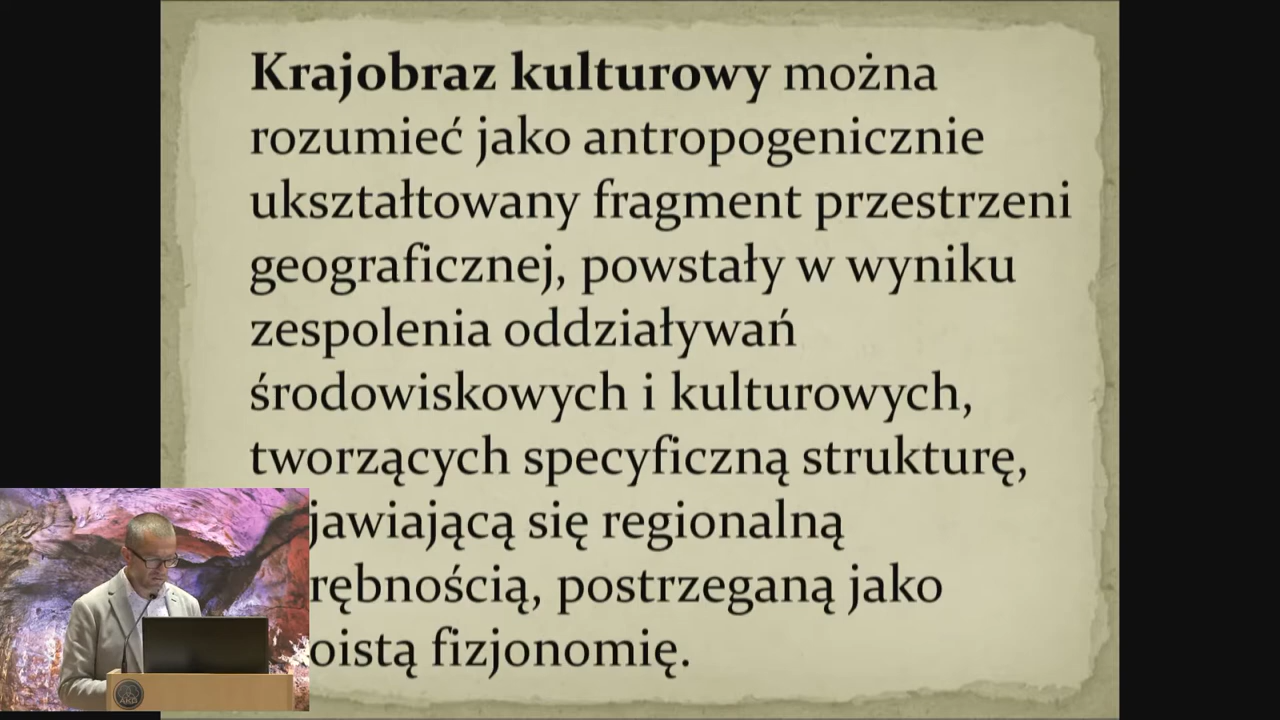 Krajobraz kulturowy można
rozumieć jako antropogenicznie
ukształtowany fragment przestrzeni
geograficznej, powstały w wyniku
zespolenia oddziaływań
środowiskowych i kulturowych,
tworzących specyficzną strukturę,
jawiającą się regionalną
rębnością, postrzeganą jako
oistą fizjonomię.